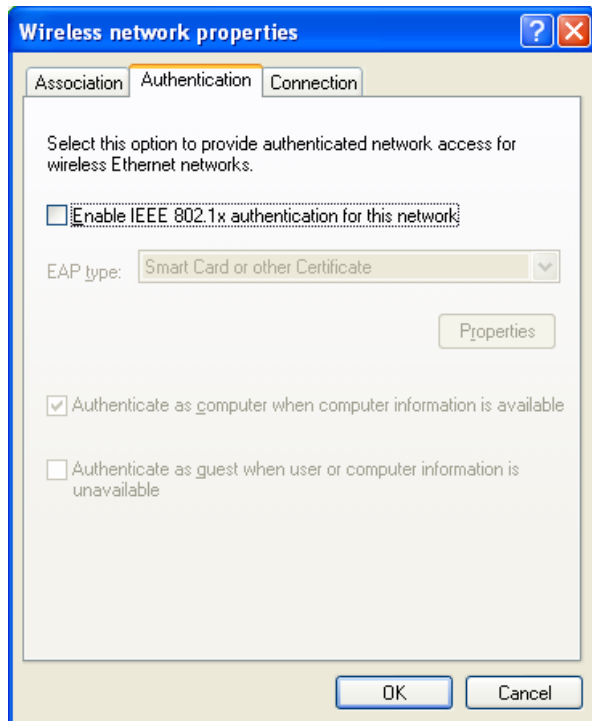 Wireless network properties
Association Authentication Connection
Select this option to provide authenticated network access for
wireless Ethernet networks.
Enable IEEE 802.1x authentication for this network
EAP type: Smart Card or other Certificate
Properties
Authenticate as computer when computer information is available
Authenticate as guest when user or computer information is
unavailable
OK Cancel